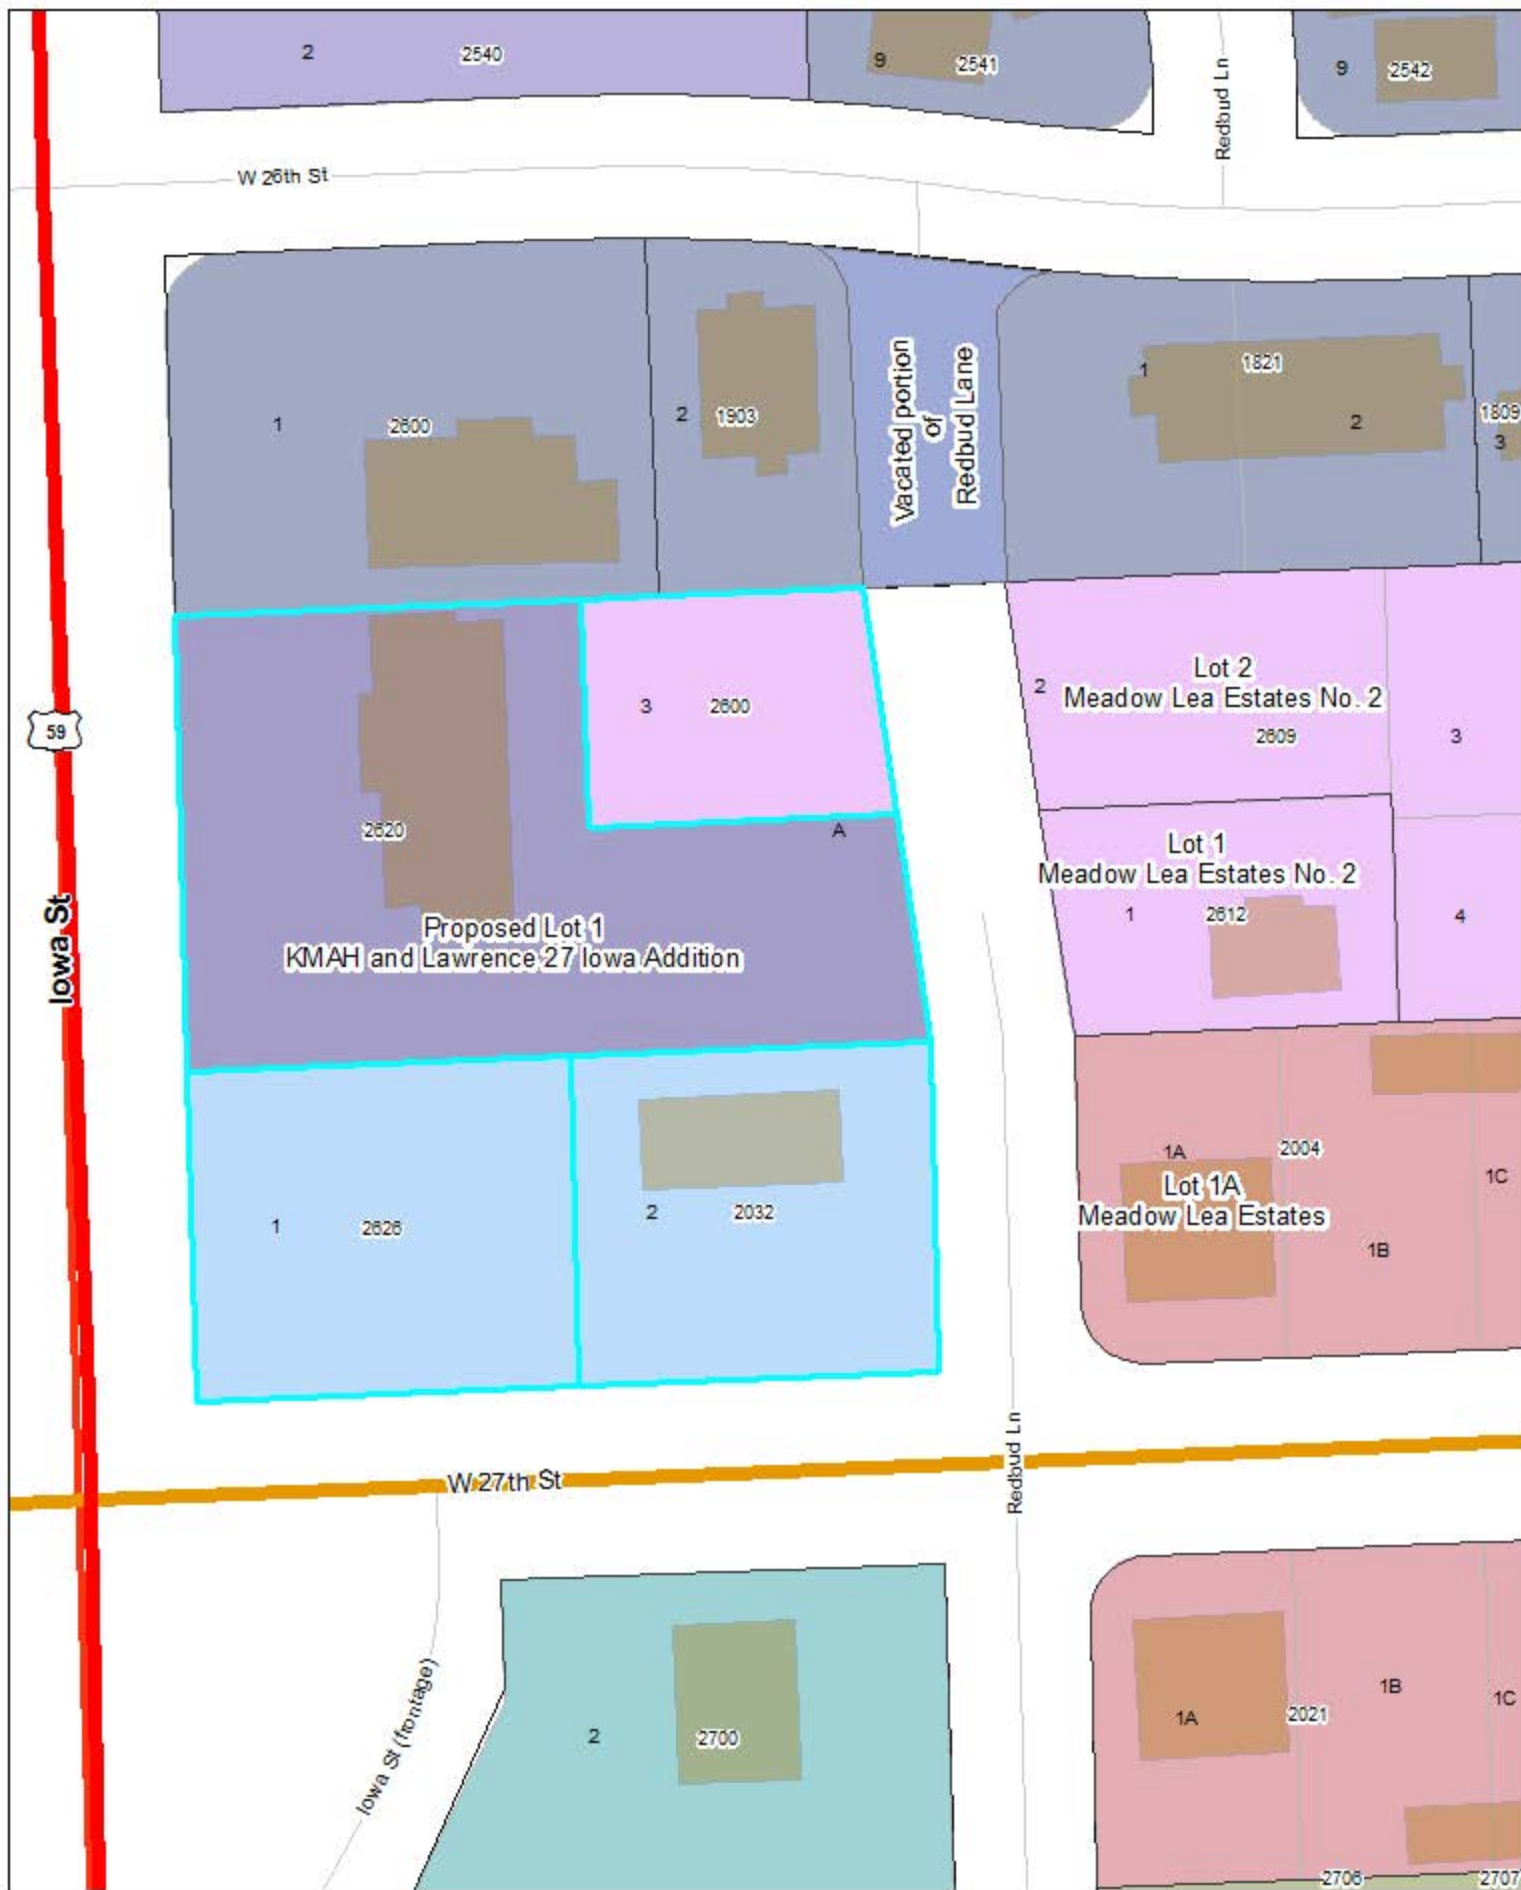 2
2540
9
2541
Redbud Ln
9
2542
W 26th St
1
2600
2
1903
Vacated portion
of
Redbud Lane
1
1821
2
1809
3
59
Iowa St
3
2600
A
2620
Proposed Lot 1
KMAH and Lawrence 27 Iowa Addition
2
Lot 2
Meadow Lea Estates No. 2
2609
3
Lot 1
Meadow Lea Estates No. 2
1
2612
4
1
2626
2
2032
1A
2004
Lot 1A
Meadow Lea Estates
1C
1B
W 27th St
Redbud Ln
Iowa St (frontage)
2
2700
1A
2021
1B
1C
2706
2707